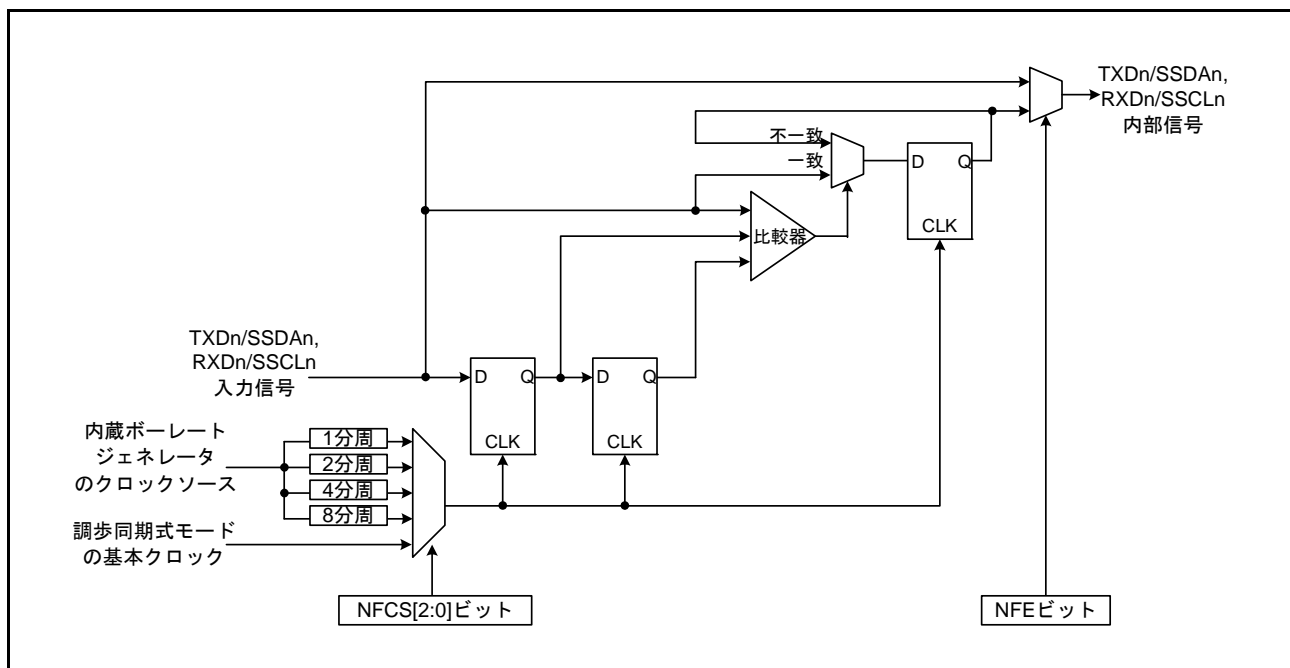 TXDn/SSDAn,
RXDn/SSCLn
内部信号
不一致
一致
D
Q
CLK
比較器
TXDn/SSDAn,
RXDn/SSCLn
入力信号
D
Q
CLK
D
Q
CLK
内蔵ボーレート
ジェネレータ
のクロックソース
1分周
2分周
4分周
8分周
調歩同期式モード
の基本クロック
NFCS[2:0]ビット
NFEビット